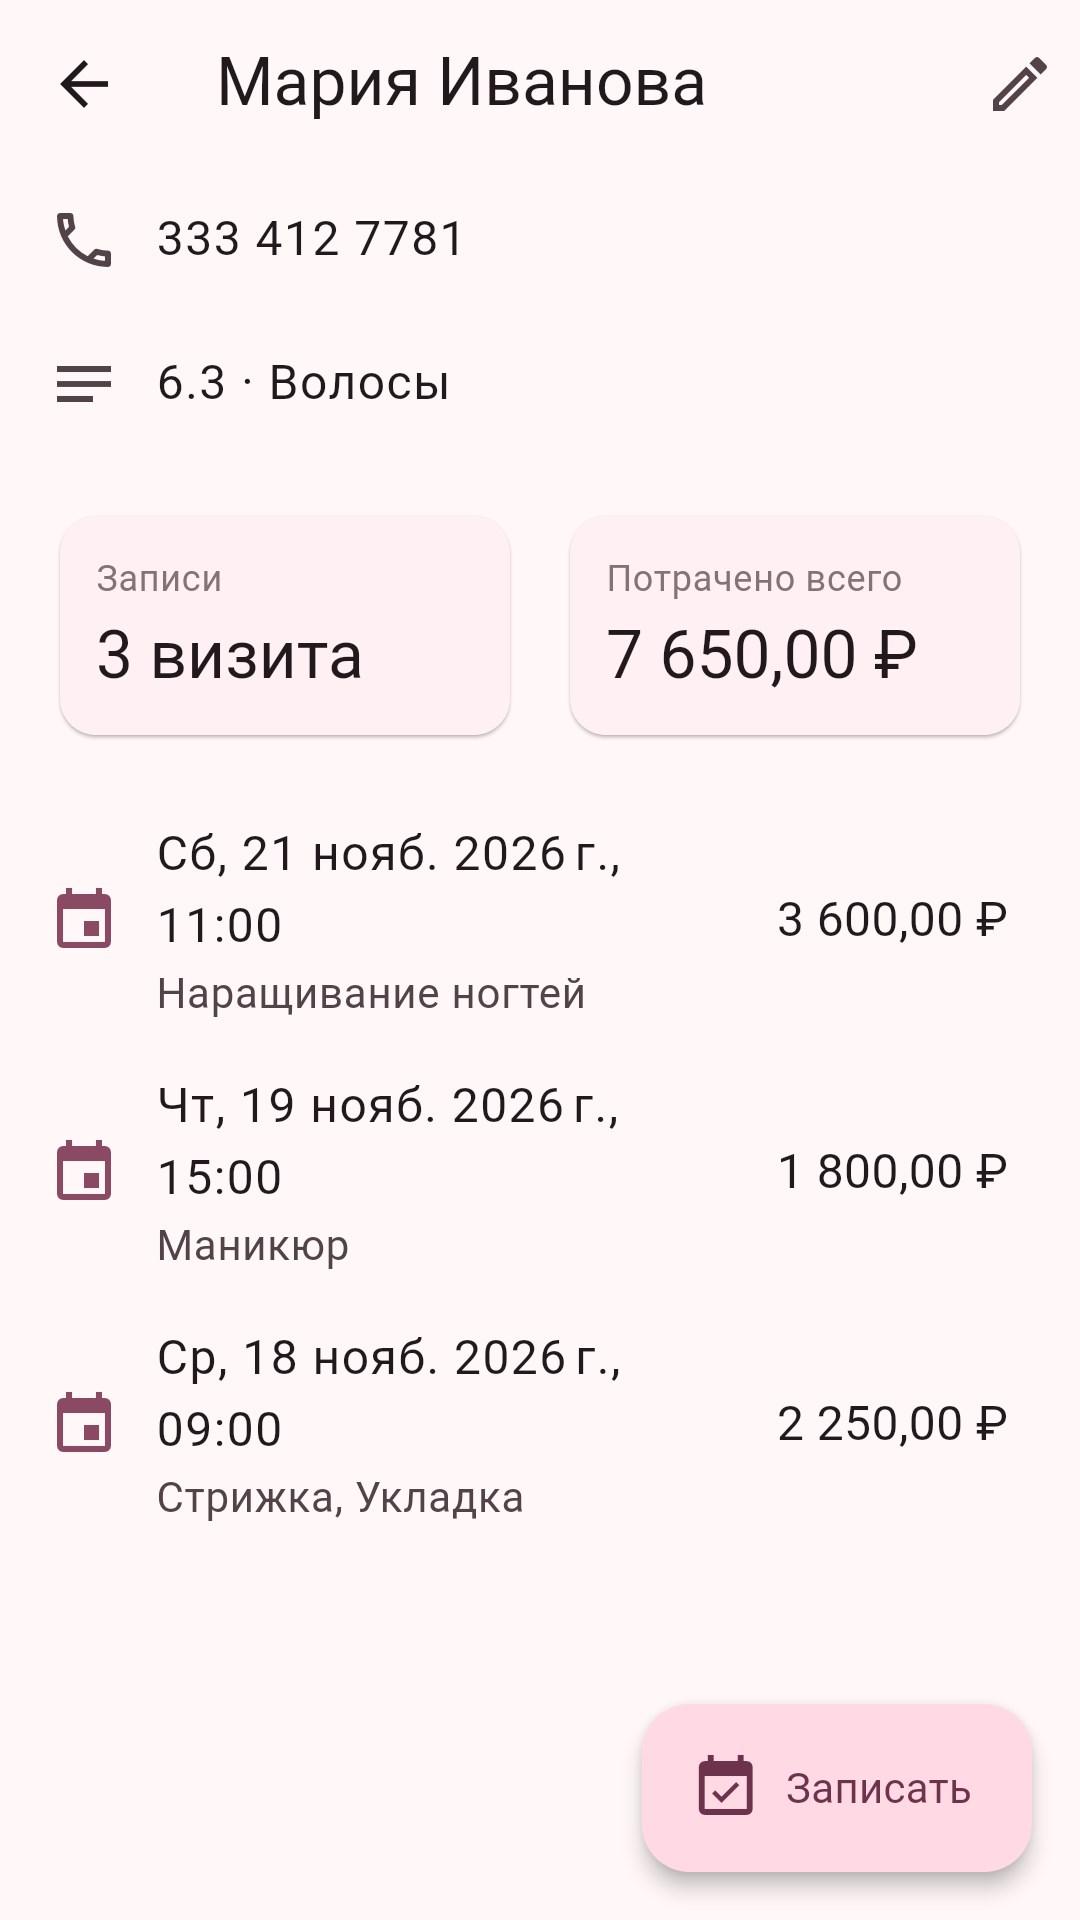 Мария Иванова
333 412 7781
6.3 · Волосы
Записи
3 визита
Потрачено всего
7 650,00 ₽
Сб, 21 нояб. 2026 г.,
11:00
Наращивание ногтей
3 600,00 ₽
Чт, 19 нояб. 2026 г.,
15:00
Маникюр
1 800,00 ₽
Ср, 18 нояб. 2026 г.,
09:00
Стрижка, Укладка
2 250,00 ₽
Записать